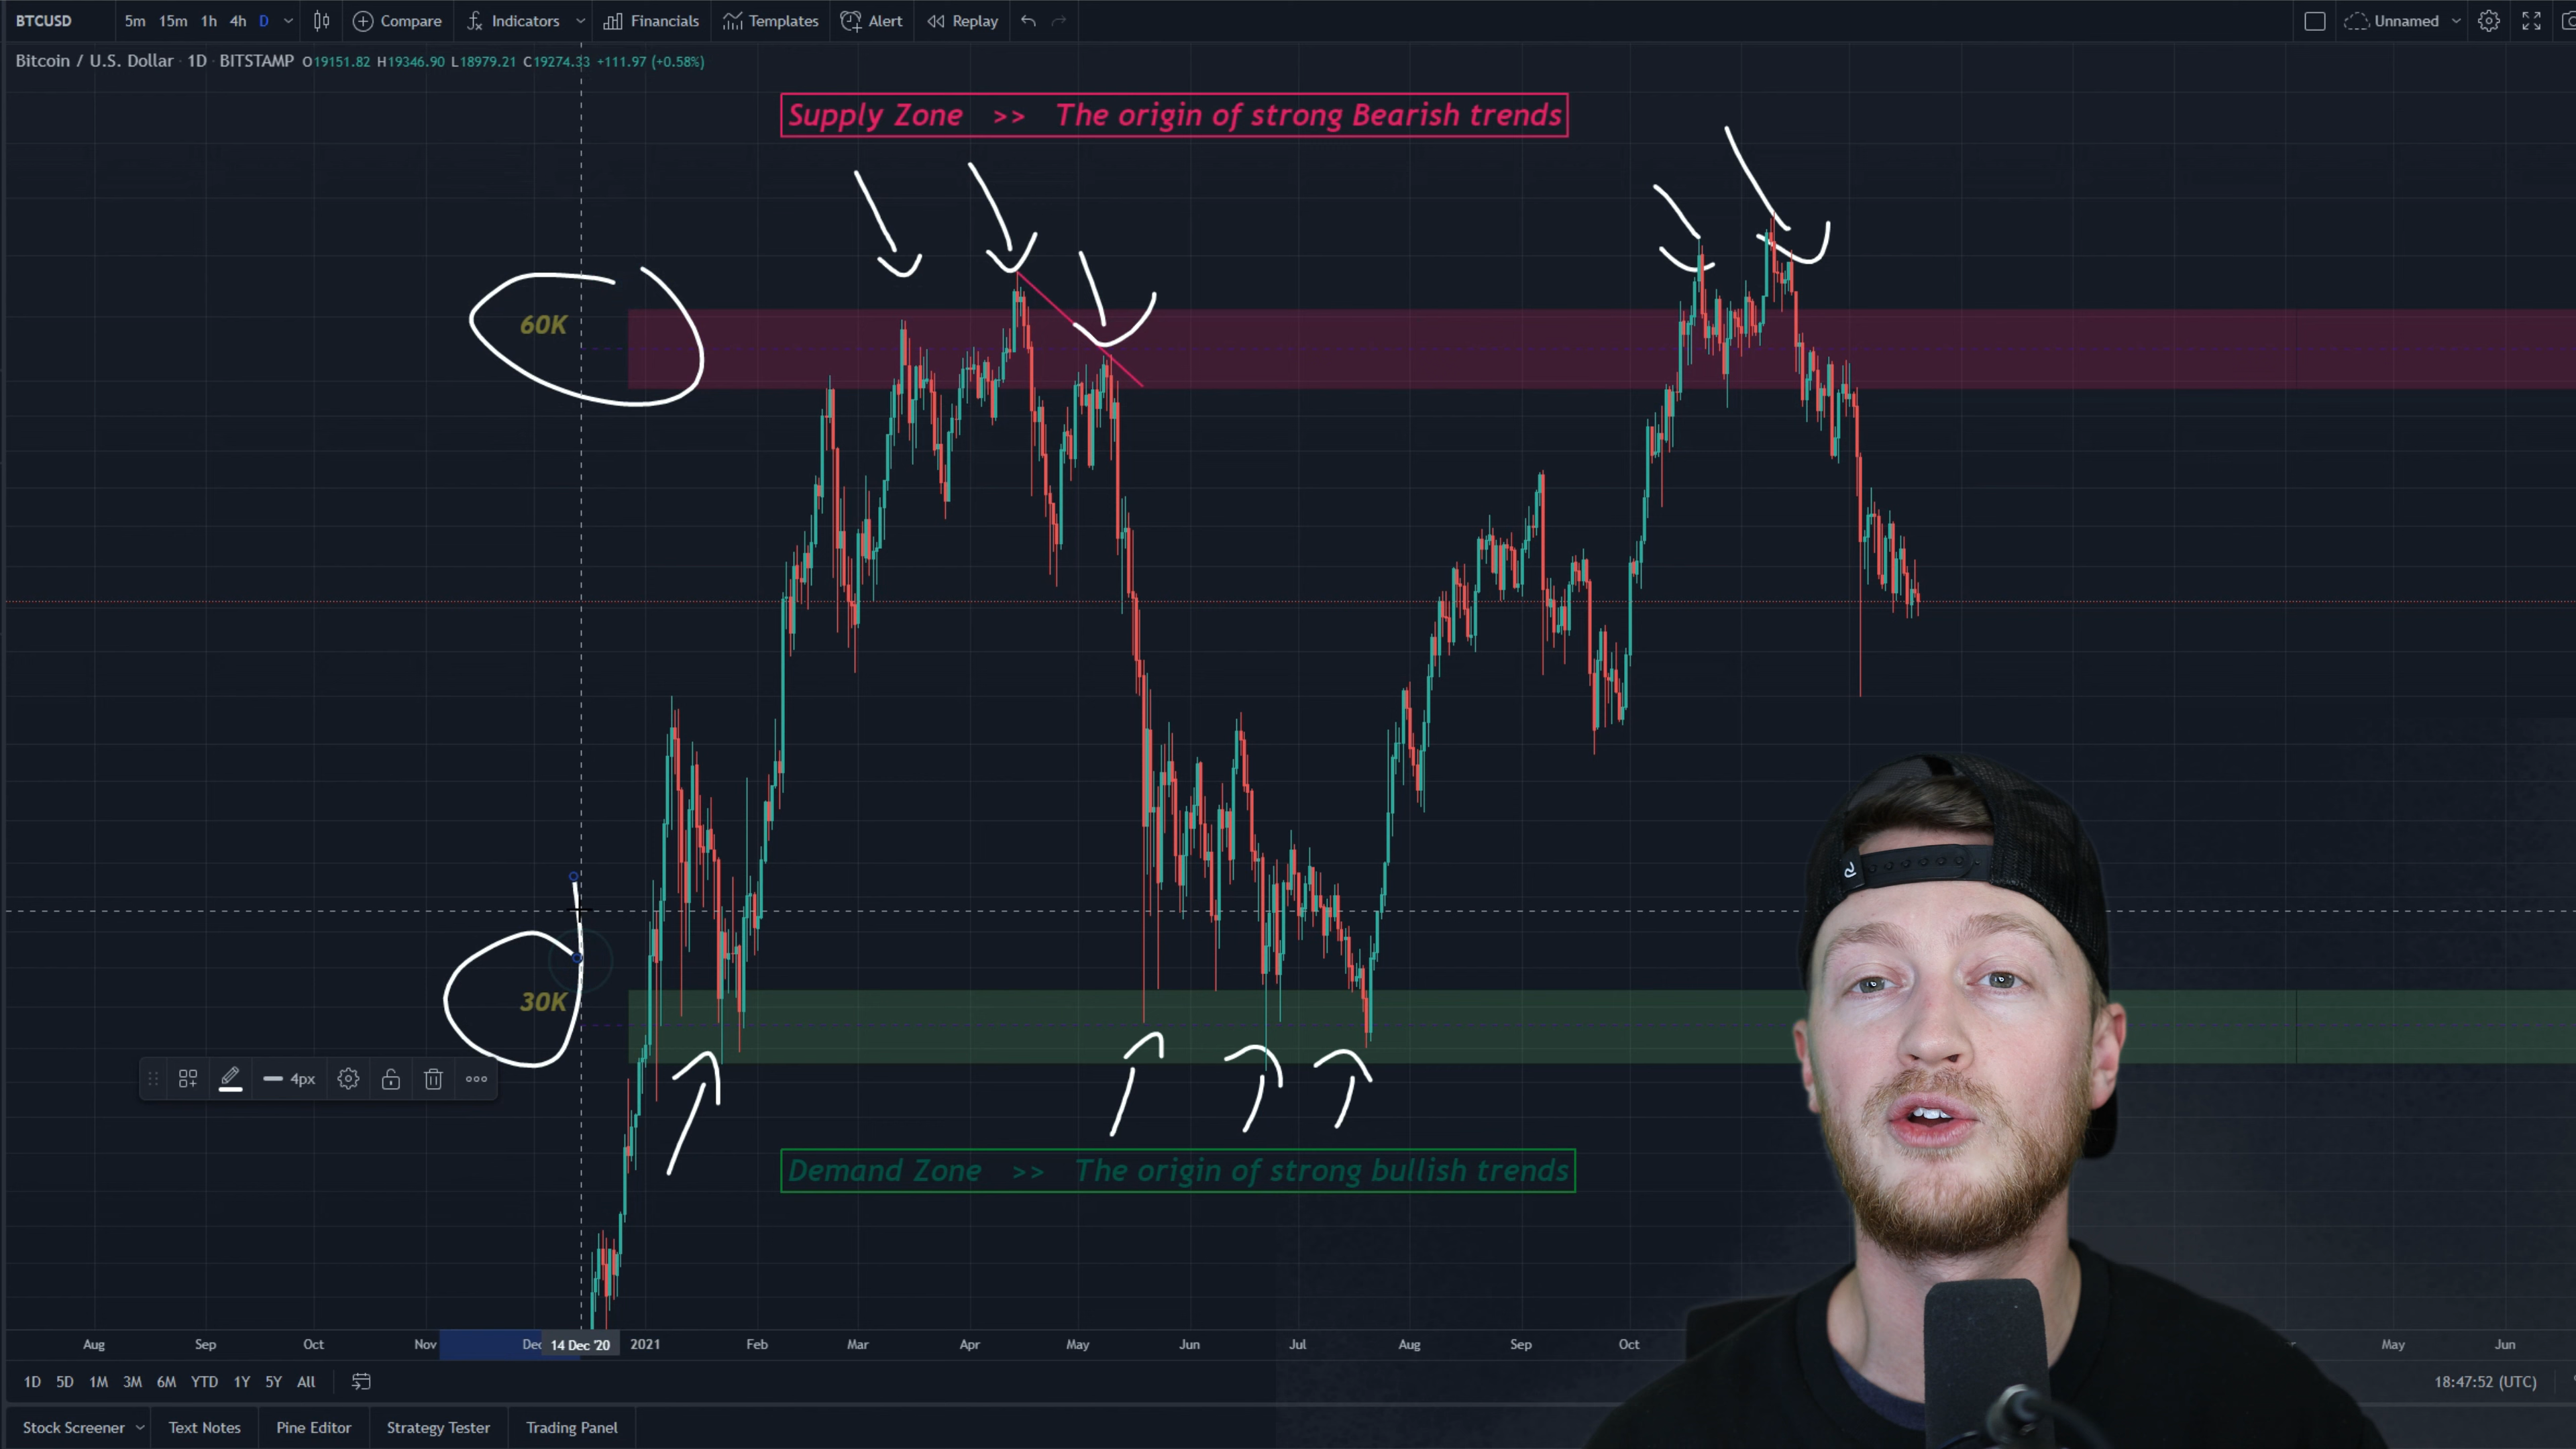 BTCUSD 5m 15m 1h 4h D Compare Indicators Financials Templates Alert Replay Unnamed
Bitcoin / U.S. Dollar · 1D · BITSTAMP O19151.82 H19346.90 L18979.21 C19274.33 +111.97 (+0.58%)
Supply Zone >> The origin of strong Bearish trends
60K
30K
4px
Demand Zone >> The origin of strong bullish trends
Aug Sep Oct Nov Dec 14 Dec '20 2021 Feb Mar Apr May Jun Jul Aug Sep Oct May Jun
1D 5D 1M 3M 6M YTD 1Y 5Y All 18:47:52 (UTC)
Stock Screener Text Notes Pine Editor Strategy Tester Trading Panel